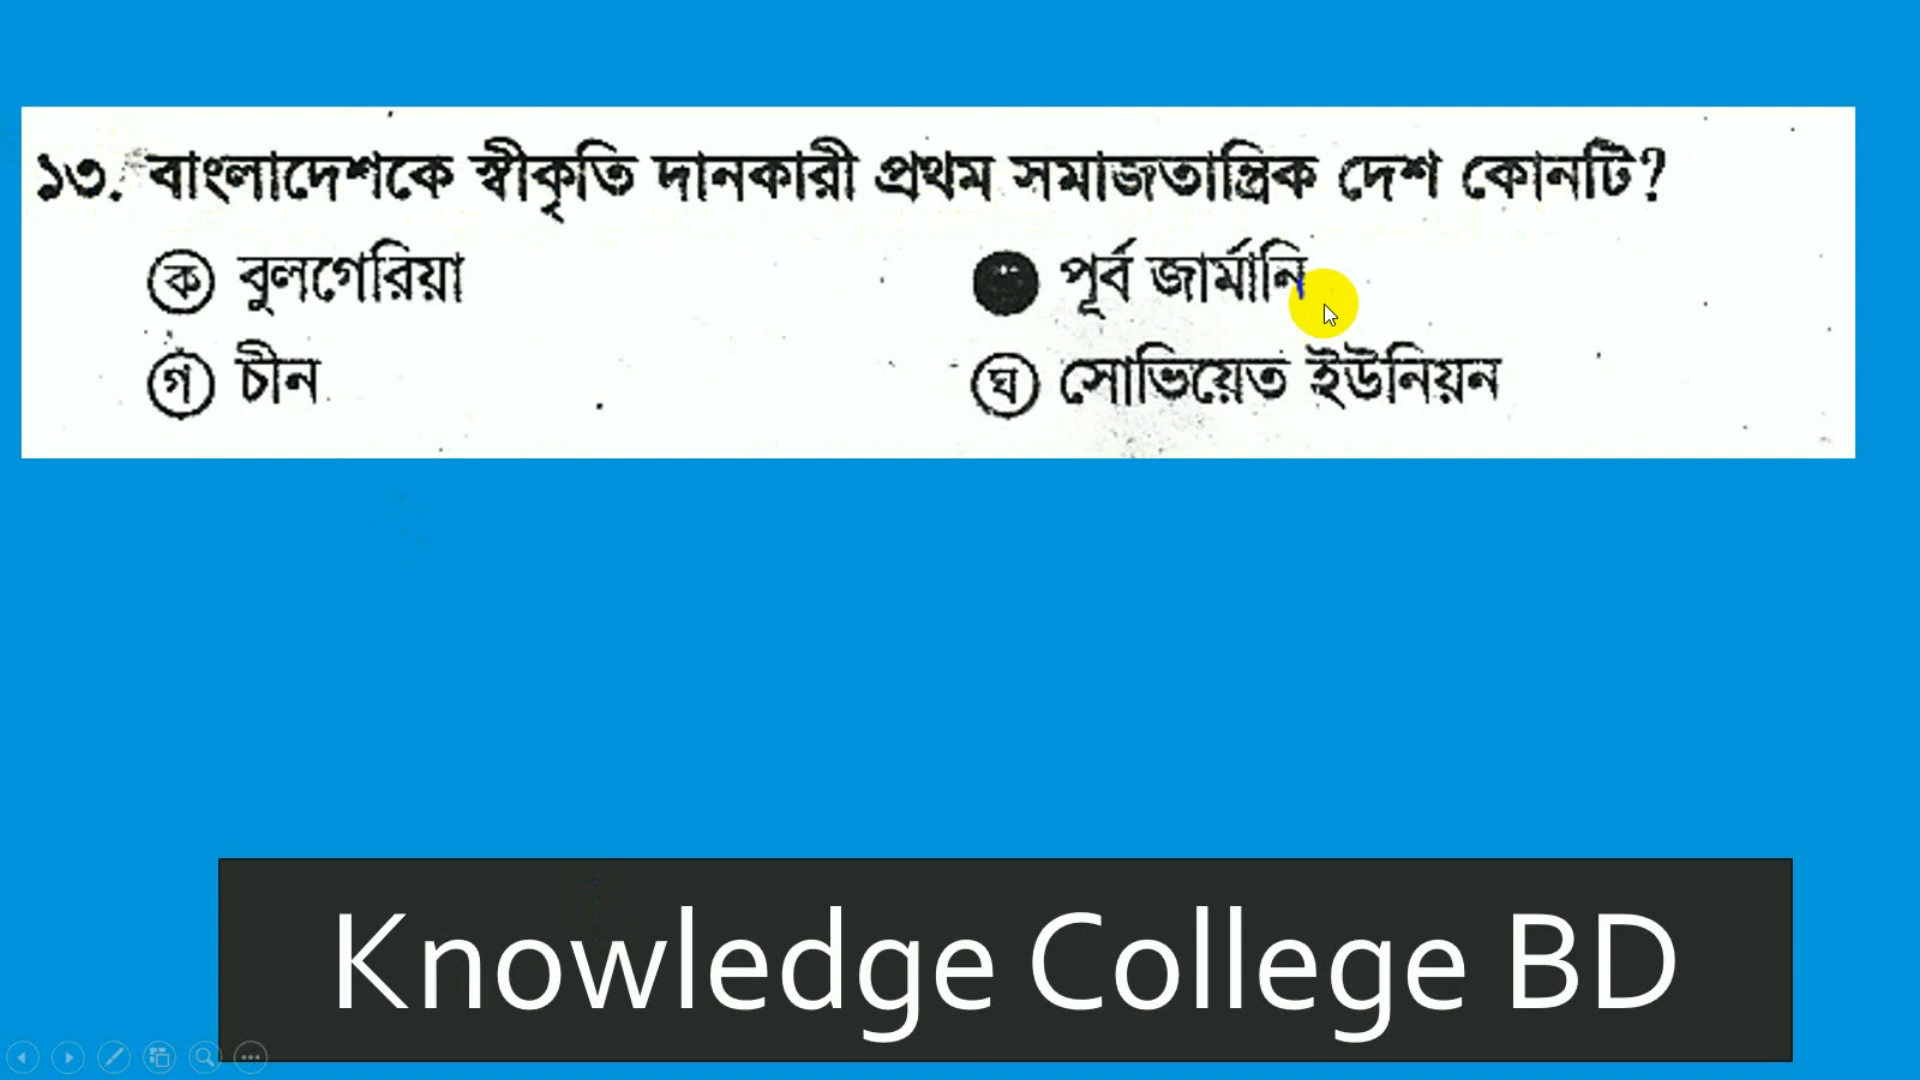 ১৩. বাংলাদেশকে স্বীকৃতি দানকারী প্রথম সমাজতান্ত্রিক দেশ কোনটি?
ক বুলগেরিয়া
পূর্ব জার্মানি
গ চীন
ঘ সোভিয়েত ইউনিয়ন
Knowledge College BD